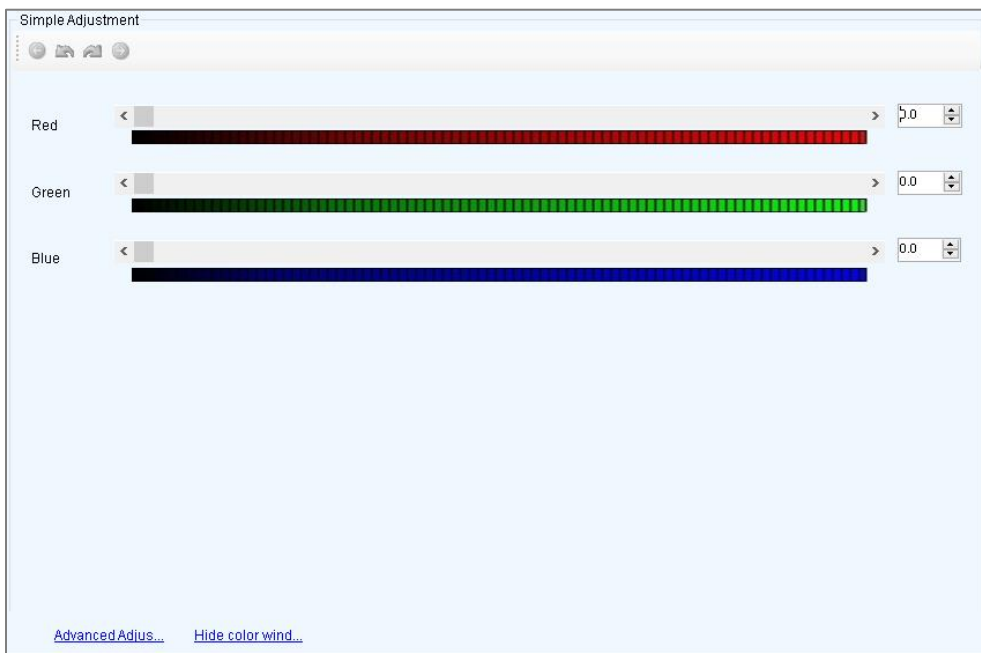 Simple Adjustment
Red
0.0
Green
0.0
Blue
0.0
Advanced Adjus...
Hide color wind...